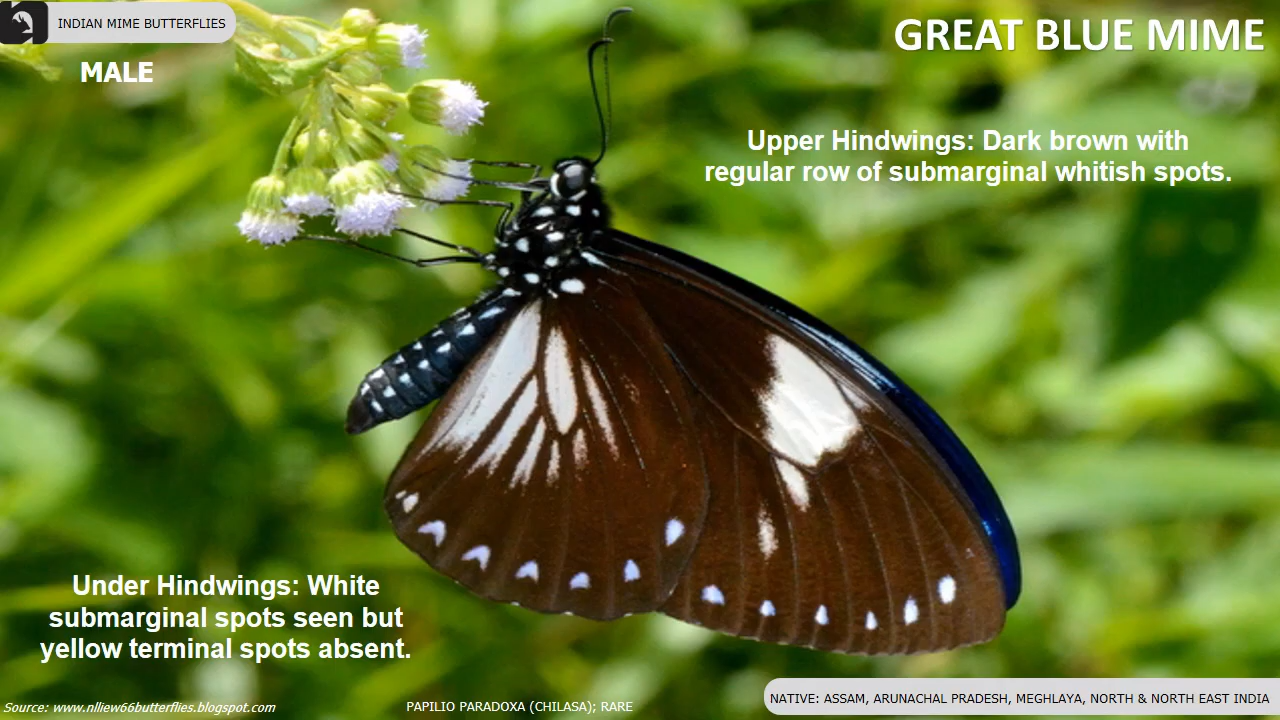 INDIAN MIME BUTTERFLIES
GREAT BLUE MIME
MALE
Upper Hindwings: Dark brown with
regular row of submarginal whitish spots.
Under Hindwings: White
submarginal spots seen but
yellow terminal spots absent.
Source: www.nlliew66butterflies.blogspot.com
PAPILIO PARADOXA (CHILASA); RARE
NATIVE: ASSAM, ARUNACHAL PRADESH, MEGHLAYA, NORTH & NORTH EAST INDIA